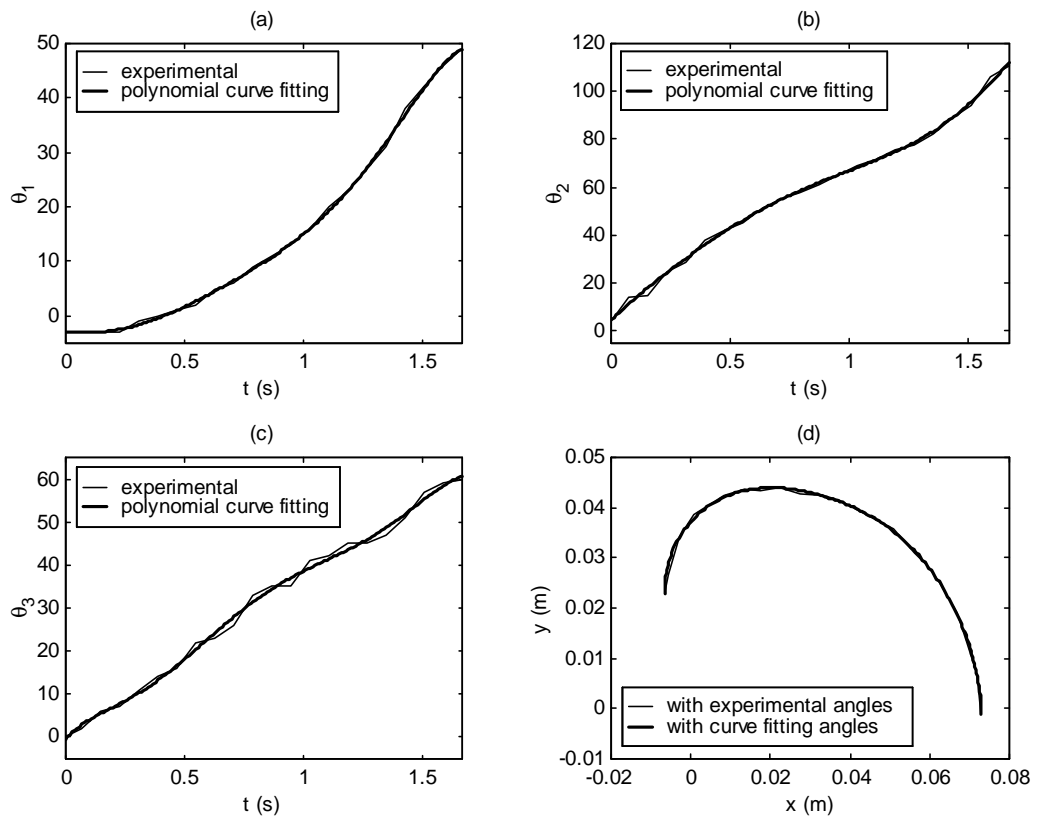 (a)
50
40
30
20
10
0
θ1
experimental
polynomial curve fitting
0 0.5 1 1.5
t (s)
(b)
120
100
80
60
40
20
0
θ2
experimental
polynomial curve fitting
0 0.5 1 1.5
t (s)
(c)
60
50
40
30
20
10
0
θ3
experimental
polynomial curve fitting
0 0.5 1 1.5
t (s)
(d)
0.05
0.04
0.03
0.02
0.01
0
-0.01
y (m)
with experimental angles
with curve fitting angles
-0.02 0 0.02 0.04 0.06 0.08
x (m)